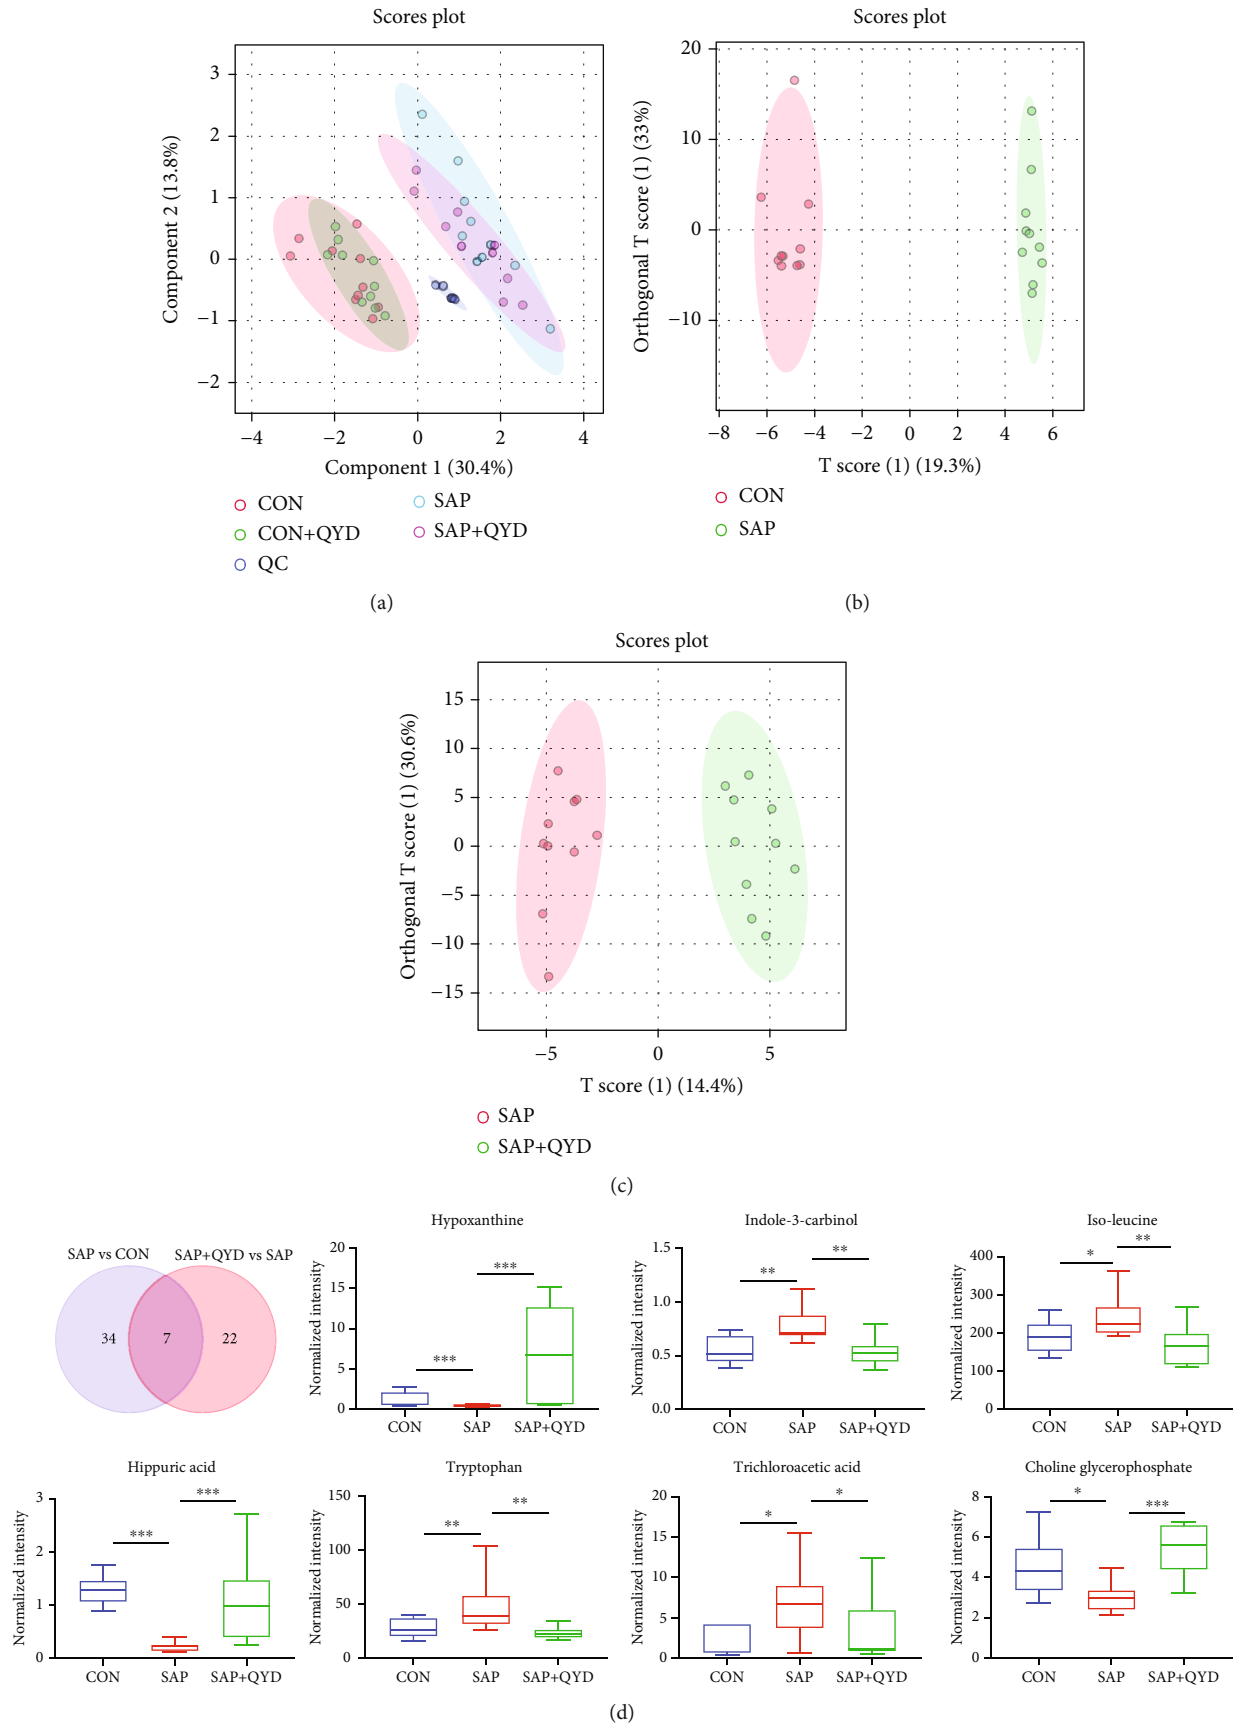 Scores plot
Component 2 (13.8%)
3
2
1
0
−1
−2
−4
−2
0
2
4
Component 1 (30.4%)
CON
CON+QYD
QC
SAP
SAP+QYD
(a)
Scores plot
Orthogonal T score (1) (33%)
20
10
0
−10
−8
−6
−4
−2
0
2
4
6
T score (1) (19.3%)
CON
SAP
(b)
Scores plot
Orthogonal T score (1) (30.6%)
15
10
5
0
−5
−10
−15
−5
0
5
T score (1) (14.4%)
SAP
SAP+QYD
(c)
SAP vs CON
SAP+QYD vs SAP
34
7
22
Hypoxanthine
Normalized intensity
20
15
10
5
0
***
***
CON
SAP
SAP+QYD
Indole-3-carbinol
Normalized intensity
1.5
1.0
0.5
0.0
**
**
CON
SAP
SAP+QYD
Iso-leucine
Normalized intensity
400
300
200
100
0
*
**
CON
SAP
SAP+QYD
Hippuric acid
Normalized intensity
3
2
1
0
***
***
CON
SAP
SAP+QYD
Tryptophan
Normalized intensity
150
100
50
0
**
**
CON
SAP
SAP+QYD
Trichloroacetic acid
Normalized intensity
20
15
10
5
0
*
*
CON
SAP
SAP+QYD
Choline glycerophosphate
Normalized intensity
8
6
4
2
0
*
***
CON
SAP
SAP+QYD
(d)